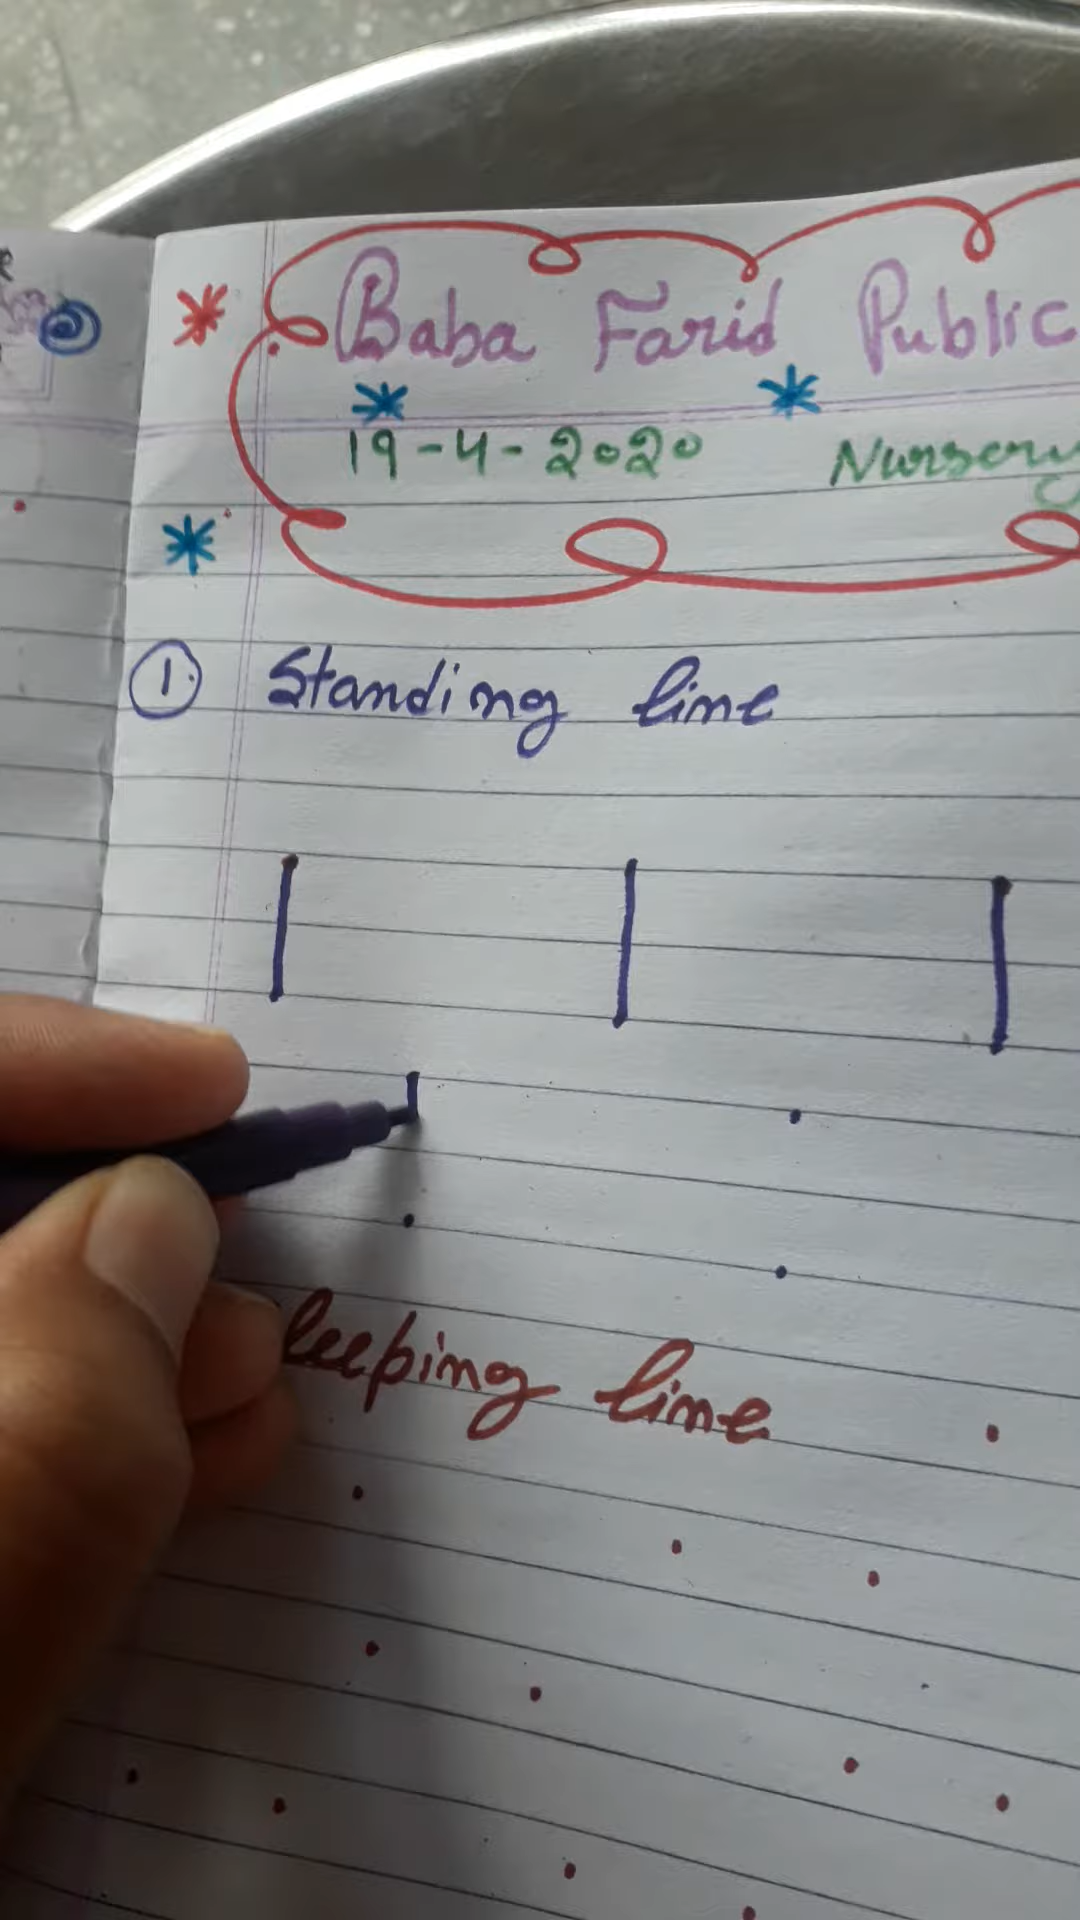 Baba Farid Public
19-4-2020 Nursery
1. Standing line
leeping line